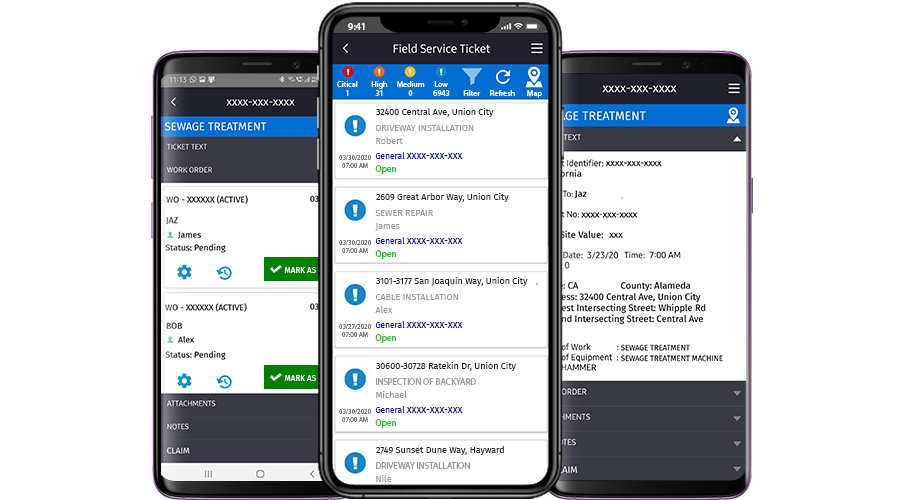 11:13
XXXX-XXX-XXXX
SEWAGE TREATMENT
TICKET TEXT
WORK ORDER
WO - XXXXXX (ACTIVE) 03
JAZ
James
Status: Pending
MARK AS
WO - XXXXXX (ACTIVE) 03
BOB
Alex
Status: Pending
MARK AS
ATTACHMENTS
NOTES
CLAIM
9:41
Field Service Ticket
Citical High Medium Low Filter Refresh Map
1 31 0 6943
32400 Central Ave, Union City
DRIVEWAY INSTALLATION
Robert
03/30/2020 General XXXX-XXX-XXX
07:00 AM Open
2609 Great Arbor Way, Union City
SEWER REPAIR
James
03/30/2020 General XXXX-XXX-XXX
07:00 AM Open
3101-3177 San Joaquin Way, Union City .
CABLE INSTALLATION
Alex
03/27/2020 General XXXX-XXX-XXX
07:00 AM Open
30600-30728 Ratekin Dr, Union City
INSPECTION OF BACKYARD
Michael
03/30/2020 General XXXX-XXX-XXX
07:00 AM Open
2749 Sunset Dune Way, Hayward
DRIVEWAY INSTALLATION
Nile
XXXX-XXX-XXXX
AGE TREATMENT
TEXT
t Identifier: XXXX-XXX-XXXX
ornia
To: Jaz
t No: XXXX-XXX-XXXX
Site Value: XXX
Date: 3/23/20 Time: 7:00 AM
0
e: CA County: Alameda
ess: 32400 Central Ave, Union City
est Intersecting Street: Whipple Rd
nd Intersecting Street: Central Ave
of Work : SEWAGE TREATMENT
of Equipment : SEWAGE TREATMENT MACHINE
HAMMER
ORDER
HMENTS
TES
AIM